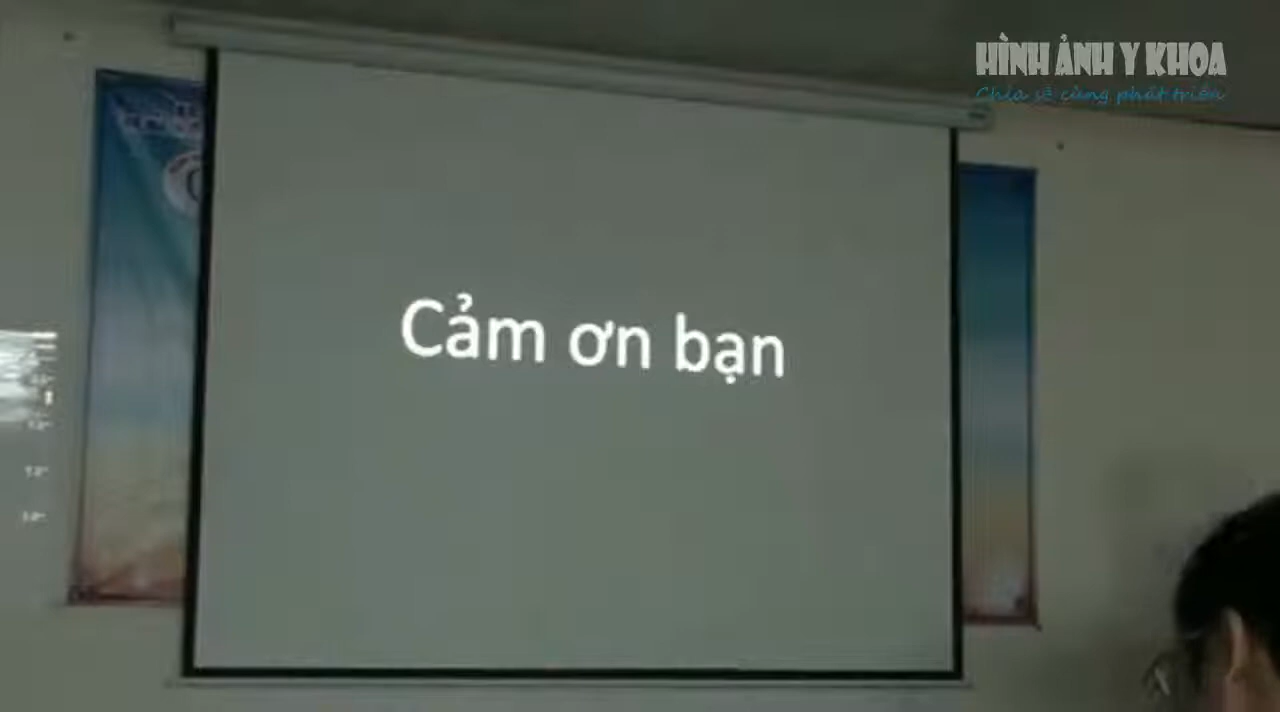 HÌNH ẢNH Y KHOA
Chia sẻ cùng phát triển
Cảm ơn bạn